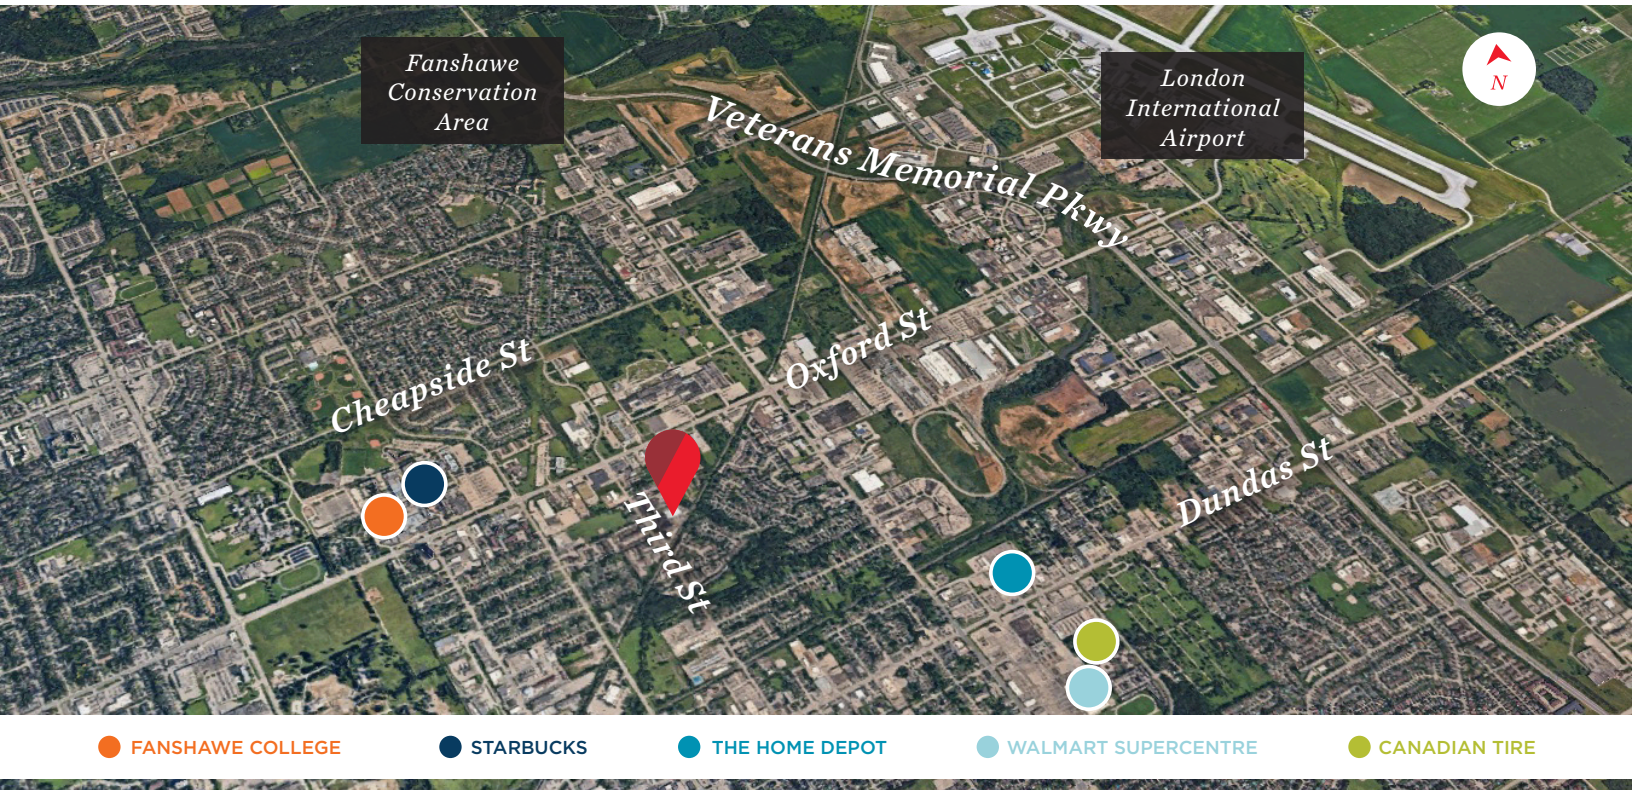 Fanshawe
Conservation
Area
London
International
Airport
N
Veterans Memorial Pkwy
Oxford St
Cheapside St
Third St
Dundas St
FANSHAWE COLLEGE
STARBUCKS
THE HOME DEPOT
WALMART SUPERCENTRE
CANADIAN TIRE